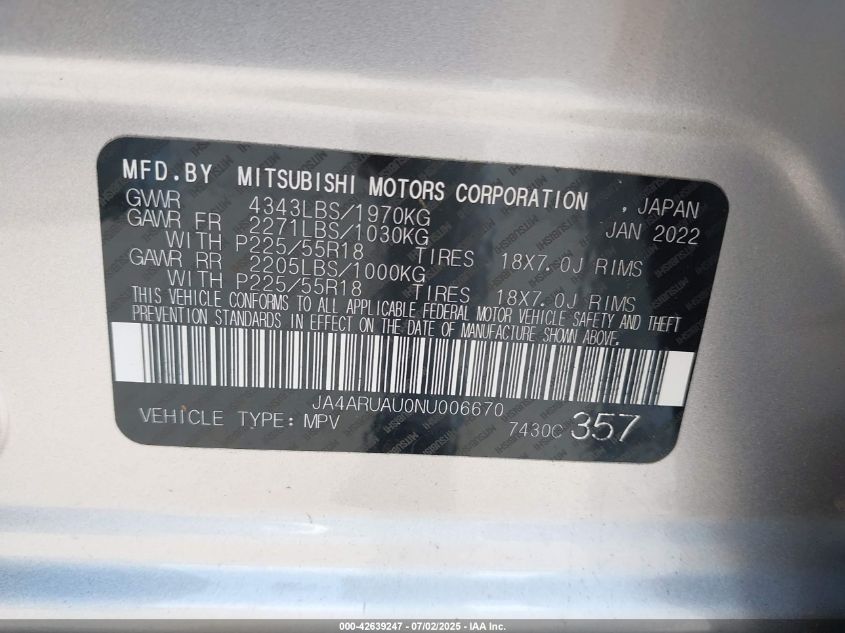 MFD.BY MITSUBISHI MOTORS CORPORATION , JAPAN
GWWR 4343LBS/1970KG JAN 2022
GAWR FR 2271LBS/1030KG
WITH P225/55R18 TIRES 18X7.0J RIMS
GAWR RR 2205LBS/1000KG
WITH P225/55R18 TIRES 18X7.0J RIMS
THIS VEHICLE CONFORMS TO ALL APPLICABLE FEDERAL MOTOR VEHICLE SAFETY AND THEFT
PREVENTION STANDARDS IN EFFECT ON THE DATE OF MANUFACTURE SHOWN ABOVE.
JA4ARUAU0NU006670
VEHICLE TYPE: MPV 7430C 357
000-42639247 - 07/02/2025 - IAA Inc.